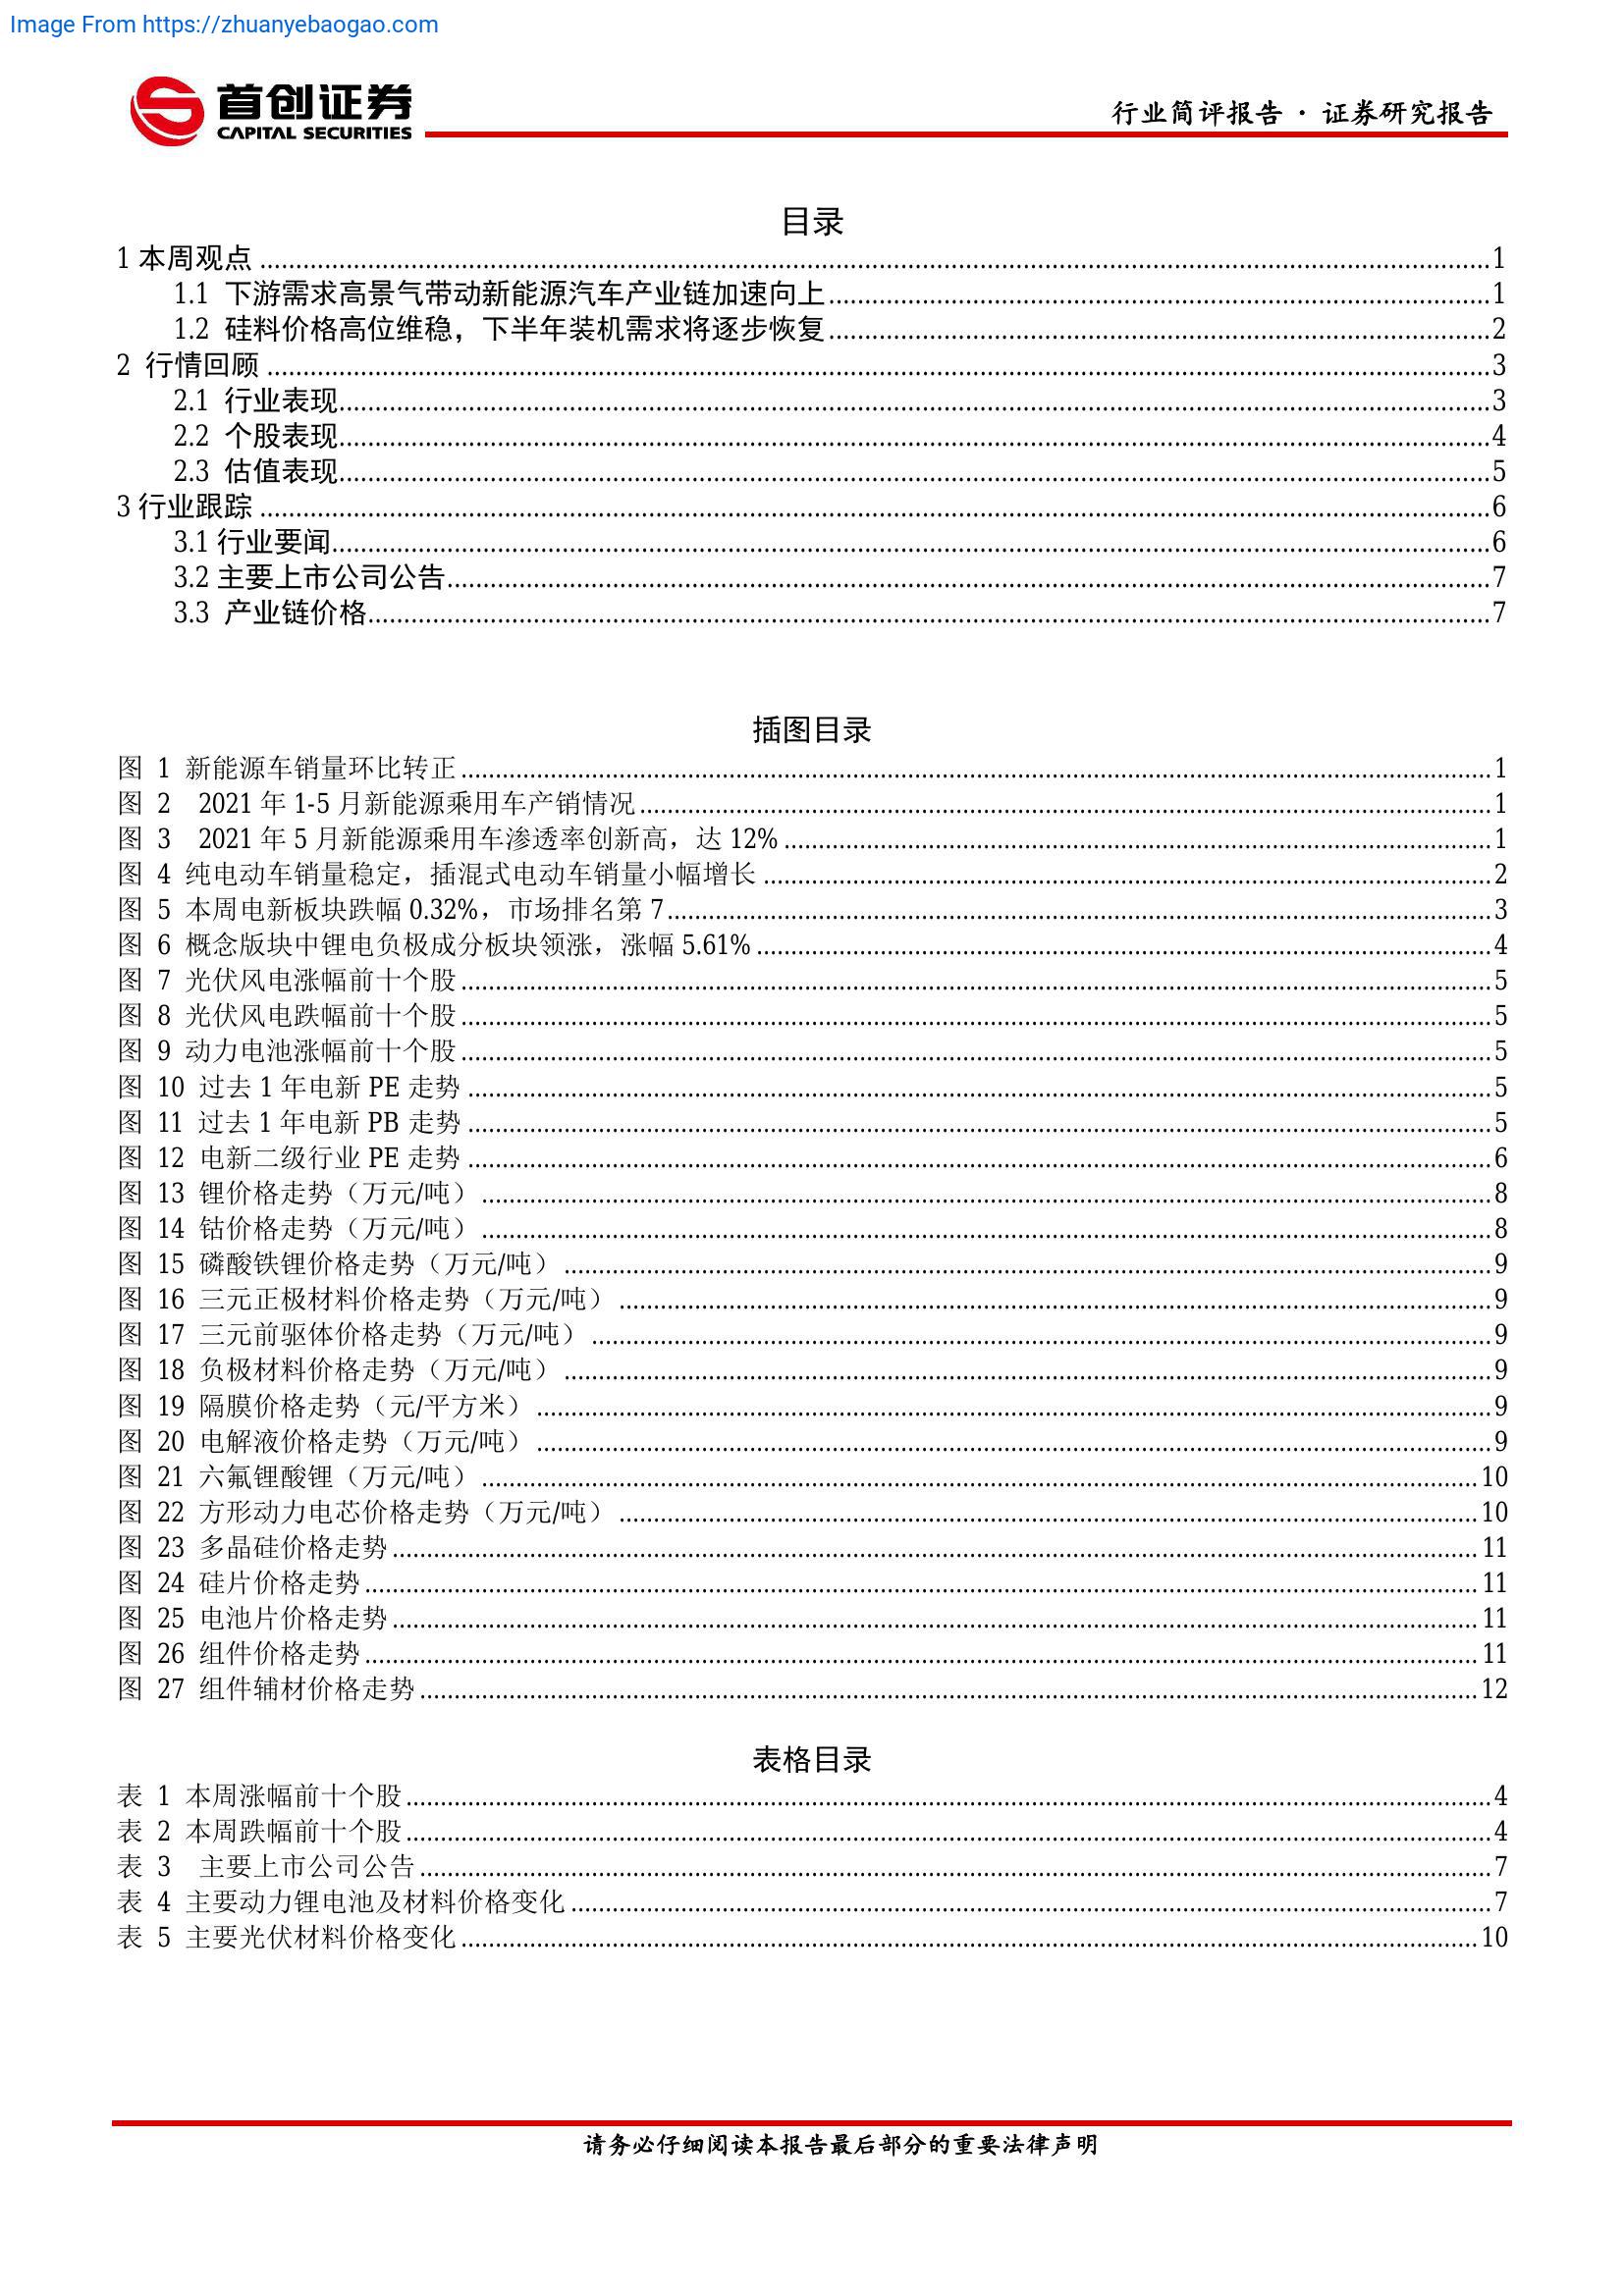 Image From https://zhuanyebaogao.com
首创证券
CAPITAL SECURITIES
行业简评报告 · 证券研究报告
目录
1 本周观点 ........ 1
1.1 下游需求高景气带动新能源汽车产业链加速向上 ........ 1
1.2 硅料价格高位维稳，下半年装机需求将逐步恢复 ........ 2
2 行情回顾 ........ 3
2.1 行业表现 ........ 3
2.2 个股表现 ........ 4
2.3 估值表现 ........ 5
3 行业跟踪 ........ 6
3.1 行业要闻 ........ 6
3.2 主要上市公司公告 ........ 7
3.3 产业链价格 ........ 7
插图目录
图 1 新能源车销量环比转正 ........ 1
图 2 2021 年 1-5 月新能源乘用车产销情况 ........ 1
图 3 2021 年 5 月新能源乘用车渗透率创新高，达 12% ........ 1
图 4 纯电动车销量稳定，插混式电动车销量小幅增长 ........ 2
图 5 本周电新板块跌幅 0.32%，市场排名第 7 ........ 3
图 6 概念版块中锂电负极成分板块领涨，涨幅 5.61% ........ 4
图 7 光伏风电涨幅前十个股 ........ 5
图 8 光伏风电跌幅前十个股 ........ 5
图 9 动力电池涨幅前十个股 ........ 5
图 10 过去 1 年电新 PE 走势 ........ 5
图 11 过去 1 年电新 PB 走势 ........ 5
图 12 电新二级行业 PE 走势 ........ 6
图 13 锂价格走势（万元/吨） ........ 8
图 14 钴价格走势（万元/吨） ........ 8
图 15 磷酸铁锂价格走势（万元/吨） ........ 9
图 16 三元正极材料价格走势（万元/吨） ........ 9
图 17 三元前驱体价格走势（万元/吨） ........ 9
图 18 负极材料价格走势（万元/吨） ........ 9
图 19 隔膜价格走势（元/平方米） ........ 9
图 20 电解液价格走势（万元/吨） ........ 9
图 21 六氟锂酸锂（万元/吨） ........ 10
图 22 方形动力电芯价格走势（万元/吨） ........ 10
图 23 多晶硅价格走势 ........ 11
图 24 硅片价格走势 ........ 11
图 25 电池片价格走势 ........ 11
图 26 组件价格走势 ........ 11
图 27 组件辅材价格走势 ........ 12
表格目录
表 1 本周涨幅前十个股 ........ 4
表 2 本周跌幅前十个股 ........ 4
表 3 主要上市公司公告 ........ 7
表 4 主要动力锂电池及材料价格变化 ........ 7
表 5 主要光伏材料价格变化 ........ 10
请务必仔细阅读本报告最后部分的重要法律声明